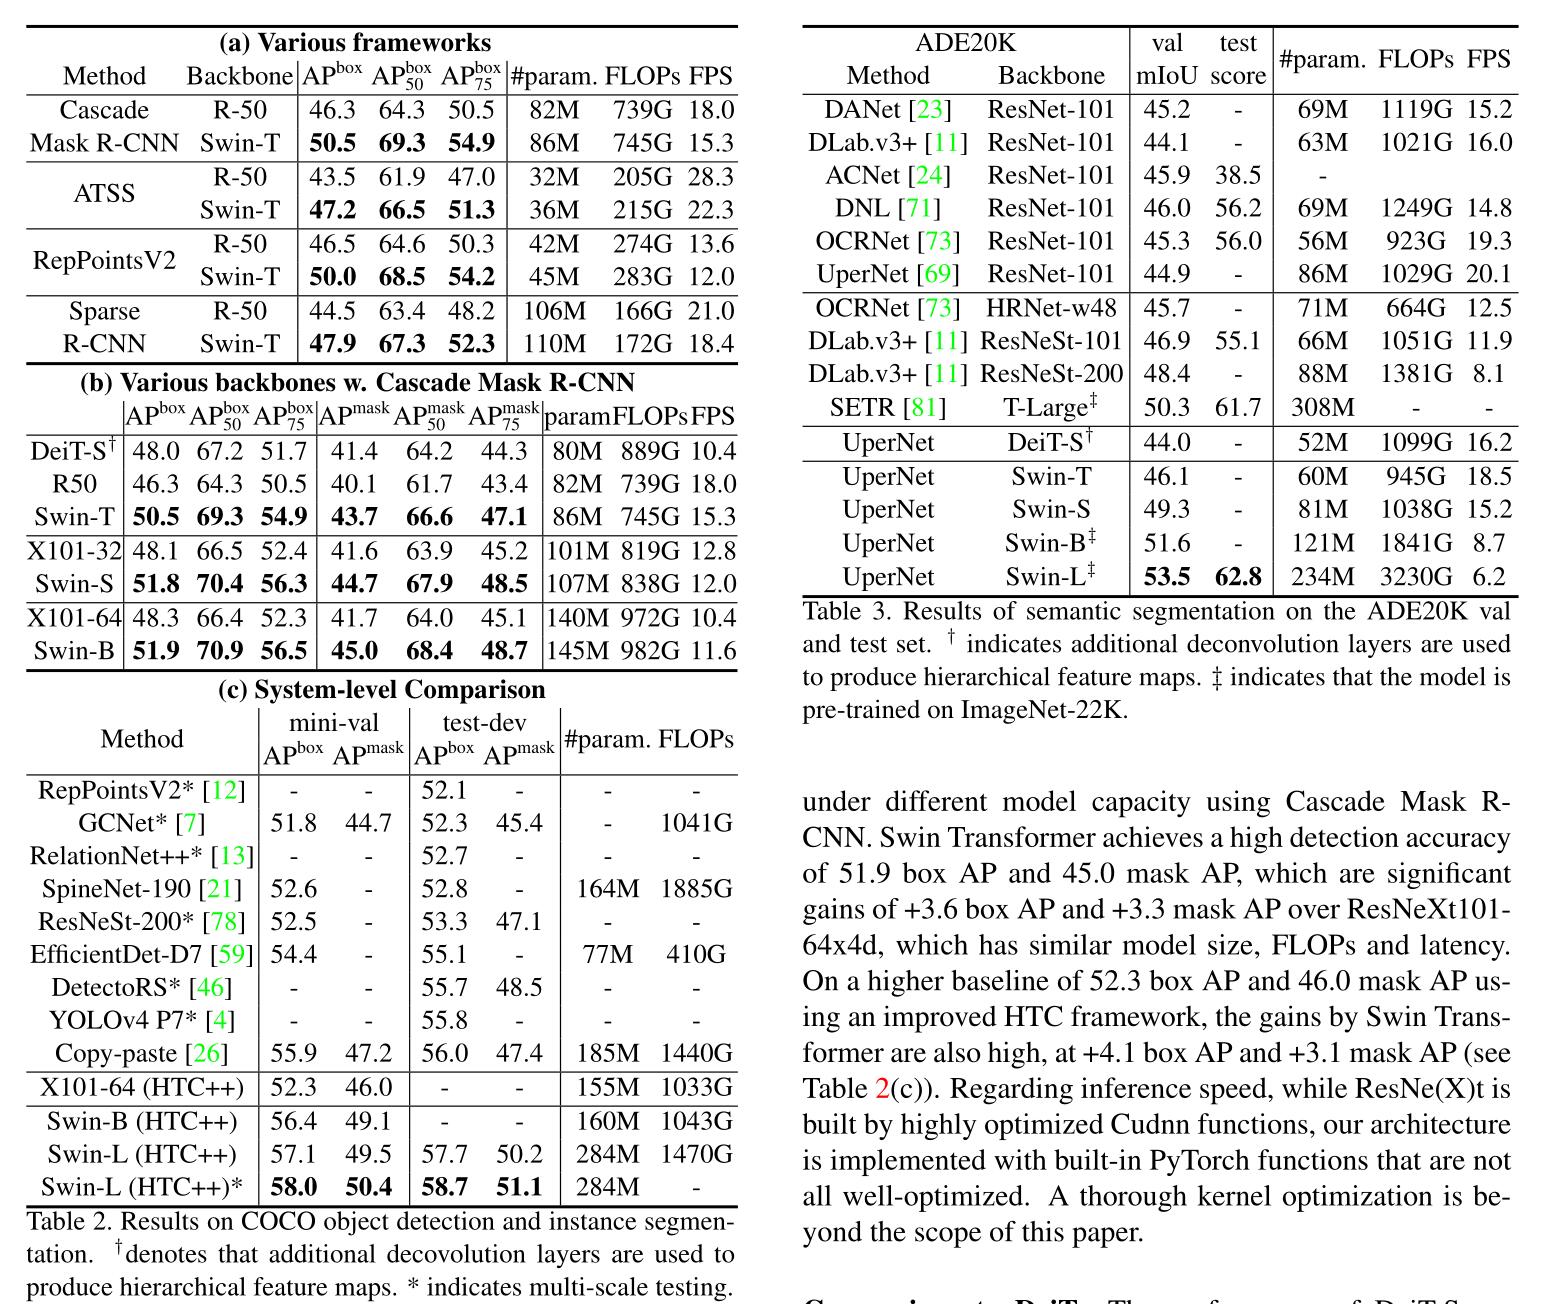 (a) Various frameworks
Method Backbone AP^box AP^box_50 AP^box_75 #param. FLOPs FPS
Cascade R-50 46.3 64.3 50.5 82M 739G 18.0
Mask R-CNN Swin-T 50.5 69.3 54.9 86M 745G 15.3
R-50 43.5 61.9 47.0 32M 205G 28.3
ATSS
Swin-T 47.2 66.5 51.3 36M 215G 22.3
R-50 46.5 64.6 50.3 42M 274G 13.6
RepPointsV2
Swin-T 50.0 68.5 54.2 45M 283G 12.0
Sparse R-50 44.5 63.4 48.2 106M 166G 21.0
R-CNN Swin-T 47.9 67.3 52.3 110M 172G 18.4
(b) Various backbones w. Cascade Mask R-CNN
AP^box AP^box_50 AP^box_75 AP^mask AP^mask_50 AP^mask_75 param FLOPs FPS
DeiT-S† 48.0 67.2 51.7 41.4 64.2 44.3 80M 889G 10.4
R50 46.3 64.3 50.5 40.1 61.7 43.4 82M 739G 18.0
Swin-T 50.5 69.3 54.9 43.7 66.6 47.1 86M 745G 15.3
X101-32 48.1 66.5 52.4 41.6 63.9 45.2 101M 819G 12.8
Swin-S 51.8 70.4 56.3 44.7 67.9 48.5 107M 838G 12.0
X101-64 48.3 66.4 52.3 41.7 64.0 45.1 140M 972G 10.4
Swin-B 51.9 70.9 56.5 45.0 68.4 48.7 145M 982G 11.6
(c) System-level Comparison
mini-val test-dev
Method #param. FLOPs
AP^box AP^mask AP^box AP^mask
RepPointsV2* [12] - - 52.1 - - -
GCNet* [7] 51.8 44.7 52.3 45.4 - 1041G
RelationNet++* [13] - - 52.7 - - -
SpineNet-190 [21] 52.6 - 52.8 - 164M 1885G
ResNeSt-200* [78] 52.5 - 53.3 47.1 - -
EfficientDet-D7 [59] 54.4 - 55.1 - 77M 410G
DetectoRS* [46] - - 55.7 48.5 - -
YOLOv4 P7* [4] - - 55.8 - - -
Copy-paste [26] 55.9 47.2 56.0 47.4 185M 1440G
X101-64 (HTC++) 52.3 46.0 - - 155M 1033G
Swin-B (HTC++) 56.4 49.1 - - 160M 1043G
Swin-L (HTC++) 57.1 49.5 57.7 50.2 284M 1470G
Swin-L (HTC++)* 58.0 50.4 58.7 51.1 284M -
Table 2. Results on COCO object detection and instance segmen-
tation. †denotes that additional decovolution layers are used to
produce hierarchical feature maps. * indicates multi-scale testing.
ADE20K val test
#param. FLOPs FPS
Method Backbone mIoU score
DANet [23] ResNet-101 45.2 - 69M 1119G 15.2
DLab.v3+ [11] ResNet-101 44.1 - 63M 1021G 16.0
ACNet [24] ResNet-101 45.9 38.5 -
DNL [71] ResNet-101 46.0 56.2 69M 1249G 14.8
OCRNet [73] ResNet-101 45.3 56.0 56M 923G 19.3
UperNet [69] ResNet-101 44.9 - 86M 1029G 20.1
OCRNet [73] HRNet-w48 45.7 - 71M 664G 12.5
DLab.v3+ [11] ResNeSt-101 46.9 55.1 66M 1051G 11.9
DLab.v3+ [11] ResNeSt-200 48.4 - 88M 1381G 8.1
SETR [81] T-Large‡ 50.3 61.7 308M - -
UperNet DeiT-S† 44.0 - 52M 1099G 16.2
UperNet Swin-T 46.1 - 60M 945G 18.5
UperNet Swin-S 49.3 - 81M 1038G 15.2
UperNet Swin-B‡ 51.6 - 121M 1841G 8.7
UperNet Swin-L‡ 53.5 62.8 234M 3230G 6.2
Table 3. Results of semantic segmentation on the ADE20K val
and test set. † indicates additional deconvolution layers are used
to produce hierarchical feature maps. ‡ indicates that the model is
pre-trained on ImageNet-22K.
under different model capacity using Cascade Mask R-
CNN. Swin Transformer achieves a high detection accuracy
of 51.9 box AP and 45.0 mask AP, which are significant
gains of +3.6 box AP and +3.3 mask AP over ResNeXt101-
64x4d, which has similar model size, FLOPs and latency.
On a higher baseline of 52.3 box AP and 46.0 mask AP us-
ing an improved HTC framework, the gains by Swin Trans-
former are also high, at +4.1 box AP and +3.1 mask AP (see
Table 2(c)). Regarding inference speed, while ResNe(X)t is
built by highly optimized Cudnn functions, our architecture
is implemented with built-in PyTorch functions that are not
all well-optimized. A thorough kernel optimization is be-
yond the scope of this paper.